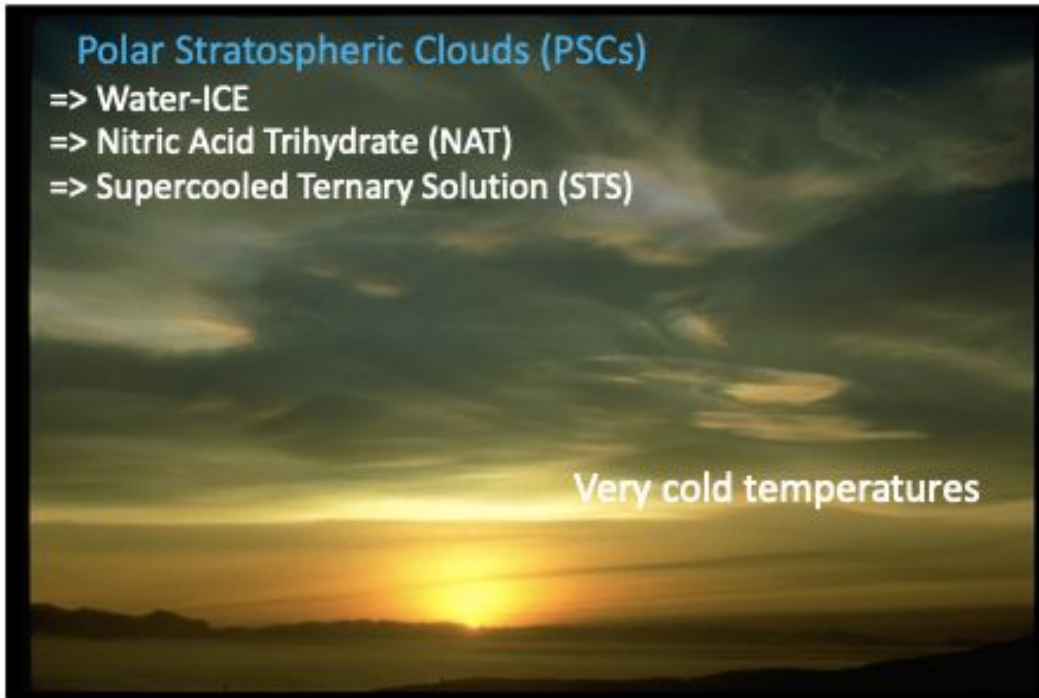 Polar Stratospheric Clouds (PSCs)
=> Water-ICE
=> Nitric Acid Trihydrate (NAT)
=> Supercooled Ternary Solution (STS)
Very cold temperatures